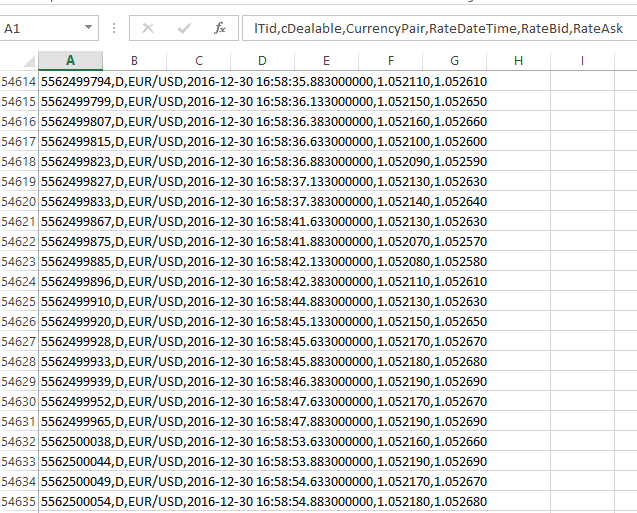 A1 fx lTid,cDealable,CurrencyPair,RateDateTime,RateBid,RateAsk
A B C D E F G H I
54614 5562499794,D,EUR/USD,2016-12-30 16:58:35.883000000,1.052110,1.052610
54615 5562499799,D,EUR/USD,2016-12-30 16:58:36.133000000,1.052150,1.052650
54616 5562499807,D,EUR/USD,2016-12-30 16:58:36.383000000,1.052160,1.052660
54617 5562499815,D,EUR/USD,2016-12-30 16:58:36.633000000,1.052100,1.052600
54618 5562499823,D,EUR/USD,2016-12-30 16:58:36.883000000,1.052090,1.052590
54619 5562499827,D,EUR/USD,2016-12-30 16:58:37.133000000,1.052130,1.052630
54620 5562499833,D,EUR/USD,2016-12-30 16:58:37.383000000,1.052140,1.052640
54621 5562499867,D,EUR/USD,2016-12-30 16:58:41.633000000,1.052130,1.052630
54622 5562499875,D,EUR/USD,2016-12-30 16:58:41.883000000,1.052070,1.052570
54623 5562499885,D,EUR/USD,2016-12-30 16:58:42.133000000,1.052080,1.052580
54624 5562499896,D,EUR/USD,2016-12-30 16:58:42.383000000,1.052110,1.052610
54625 5562499910,D,EUR/USD,2016-12-30 16:58:44.883000000,1.052130,1.052630
54626 5562499920,D,EUR/USD,2016-12-30 16:58:45.133000000,1.052150,1.052650
54627 5562499928,D,EUR/USD,2016-12-30 16:58:45.633000000,1.052170,1.052670
54628 5562499933,D,EUR/USD,2016-12-30 16:58:45.883000000,1.052180,1.052680
54629 5562499939,D,EUR/USD,2016-12-30 16:58:46.383000000,1.052190,1.052690
54630 5562499952,D,EUR/USD,2016-12-30 16:58:47.633000000,1.052170,1.052670
54631 5562499965,D,EUR/USD,2016-12-30 16:58:47.883000000,1.052190,1.052690
54632 5562500038,D,EUR/USD,2016-12-30 16:58:53.633000000,1.052160,1.052660
54633 5562500044,D,EUR/USD,2016-12-30 16:58:53.883000000,1.052190,1.052690
54634 5562500049,D,EUR/USD,2016-12-30 16:58:54.633000000,1.052170,1.052670
54635 5562500054,D,EUR/USD,2016-12-30 16:58:54.883000000,1.052180,1.052680